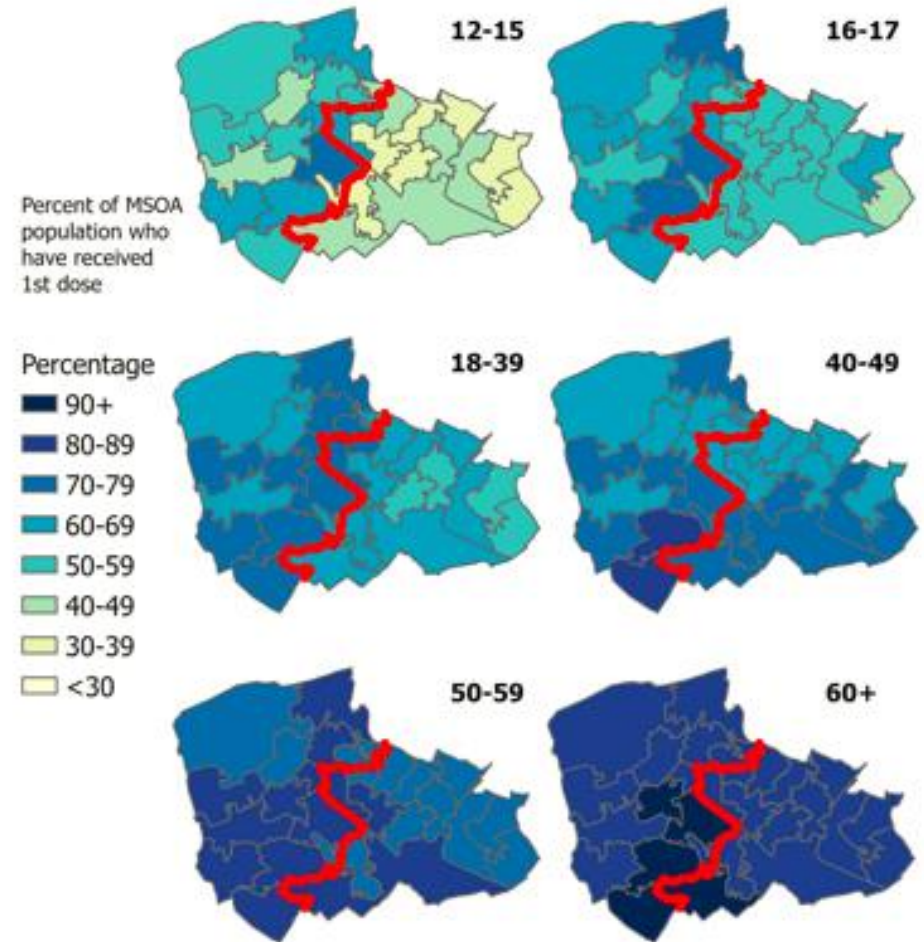 12-15
16-17
Percent of MSOA
population who
have received
1st dose
18-39
40-49
Percentage
90+
80-89
70-79
60-69
50-59
40-49
30-39
<30
50-59
60+